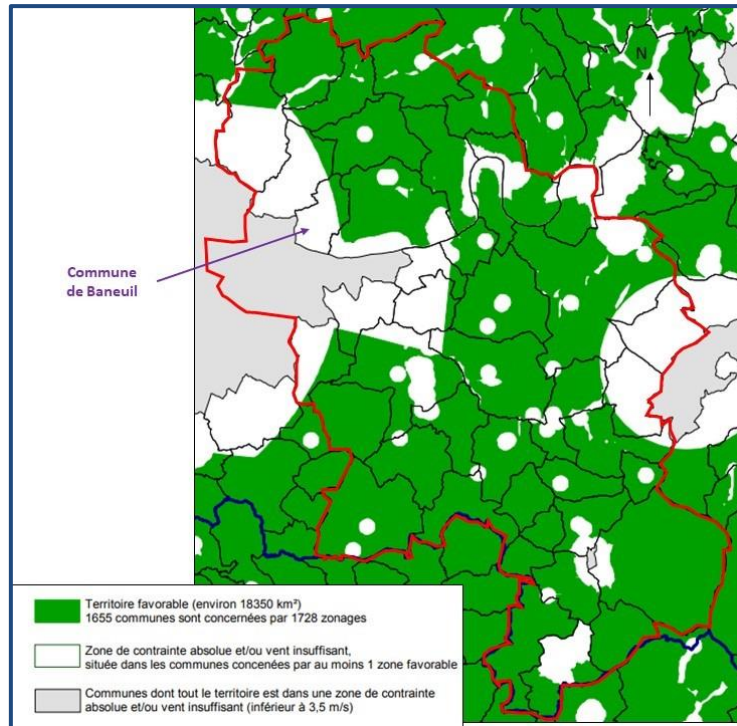 N
Commune
de Baneuil
Territoire favorable (environ 18350 km²)
1655 communes sont concernées par 1728 zonages
Zone de contrainte absolue et/ou vent insuffisant,
située dans les communes concenées par au moins 1 zone favorable
Communes dont tout le territoire est dans une zone de contrainte
absolue et/ou vent insuffisant (inférieur à 3,5 m/s)